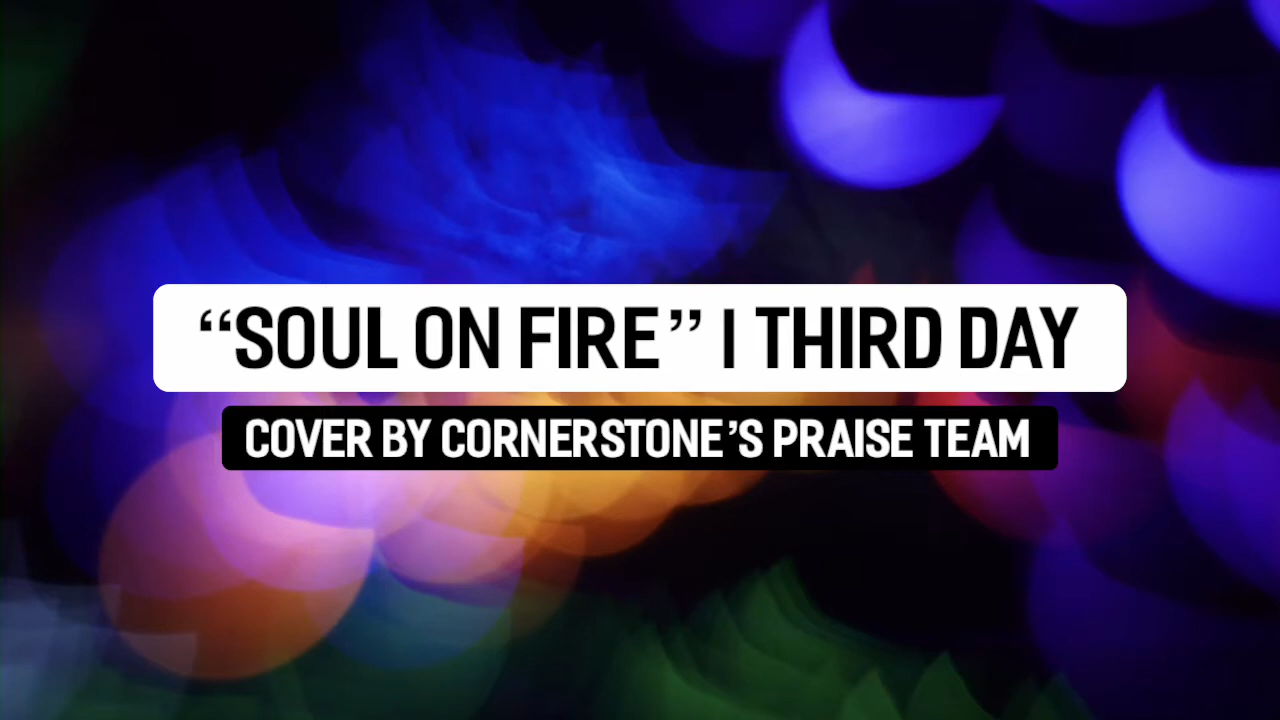 “SOUL ON FIRE” | THIRD DAY
COVER BY CORNERSTONE’S PRAISE TEAM